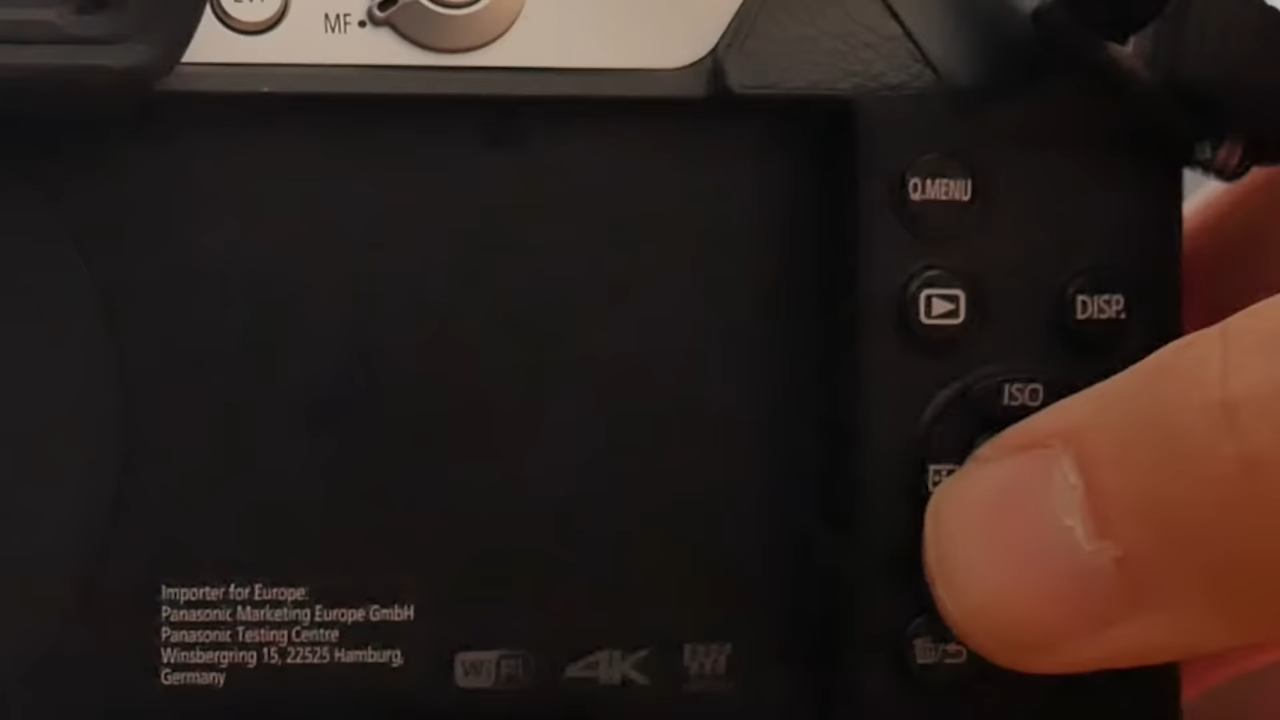 MF
Q.MENU
DISP.
ISO
Importer for Europe:
Panasonic Marketing Europe GmbH
Panasonic Testing Centre
Winsbergring 15, 22525 Hamburg,
Germany
WiFi
4K